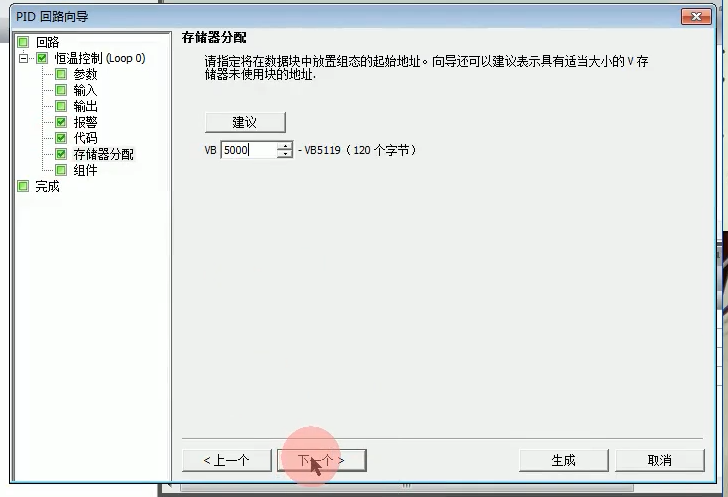 PID 回路向导
回路
恒温控制 (Loop 0)
参数
输入
输出
报警
代码
存储器分配
组件
完成
存储器分配
请指定将在数据块中放置组态的起始地址。向导还可以建议表示具有适当大小的 V 存
储器未使用块的地址.
建议
VB 5000 - VB5119（120 个字节）
< 上一个 下一个 > 生成 取消